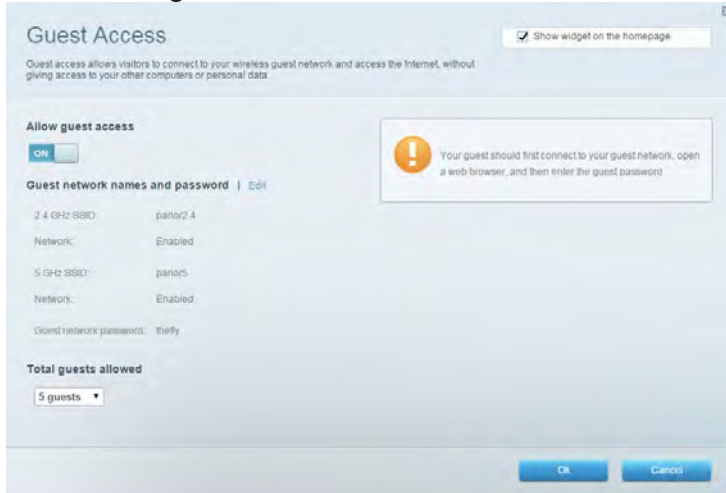 Guest Access
Show widget on the homepage
Guest access allows visitors to connect to your wireless guest network and access the Internet, without
giving access to your other computers or personal data.
Allow guest access
ON
Your guest should first connect to your guest network, open
a web browser, and then enter the guest password
Guest network names and password | Edit
2.4 GHz SSID: parlor2.4
Network: Enabled
5 GHz SSID: parlor5
Network: Enabled
Guest network password: thefly
Total guests allowed
5 guests
Ok Cancel